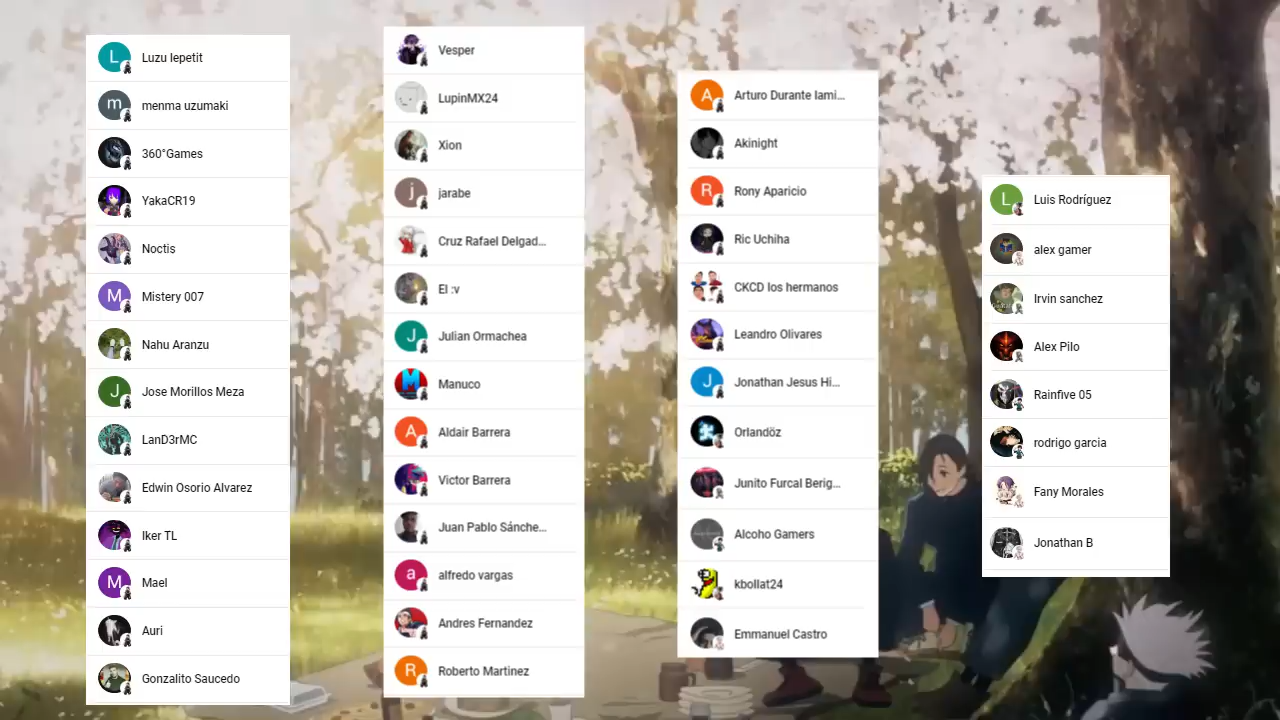 L Luzu lepetit
m menma uzumaki
360°Games
YakaCR19
Noctis
M Mistery 007
Nahu Aranzu
J Jose Morillos Meza
LanD3rMC
Edwin Osorio Alvarez
Iker TL
M Mael
Auri
Gonzalito Saucedo
Vesper
LupinMX24
Xion
j jarabe
Cruz Rafael Delgad...
El :v
J Julian Ormachea
M Manuco
A Aldair Barrera
Victor Barrera
Juan Pablo Sánche...
a alfredo vargas
Andres Fernandez
R Roberto Martinez
A Arturo Durante lami...
Akinight
R Rony Aparicio
Ric Uchiha
CKCD los hermanos
Leandro Olivares
J Jonathan Jesus Hi...
Orlandöz
Junito Furcal Berig...
Alcoho Gamers
kbollat24
Emmanuel Castro
L Luis Rodríguez
alex gamer
Irvin sanchez
Alex Pilo
Rainfive 05
rodrigo garcia
Fany Morales
Jonathan B